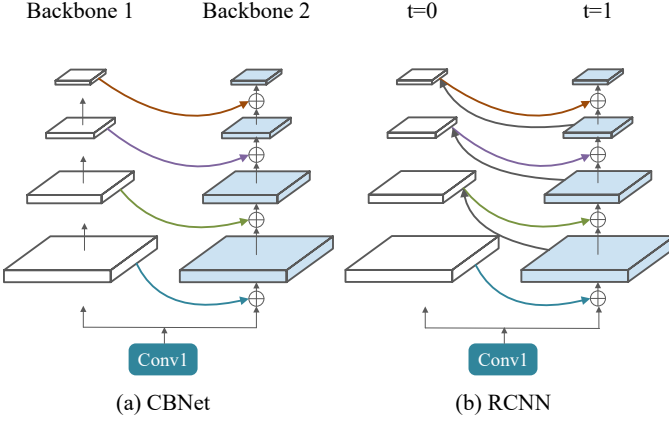 Backbone 1 Backbone 2 t=0 t=1
Conv1 Conv1
(a) CBNet (b) RCNN